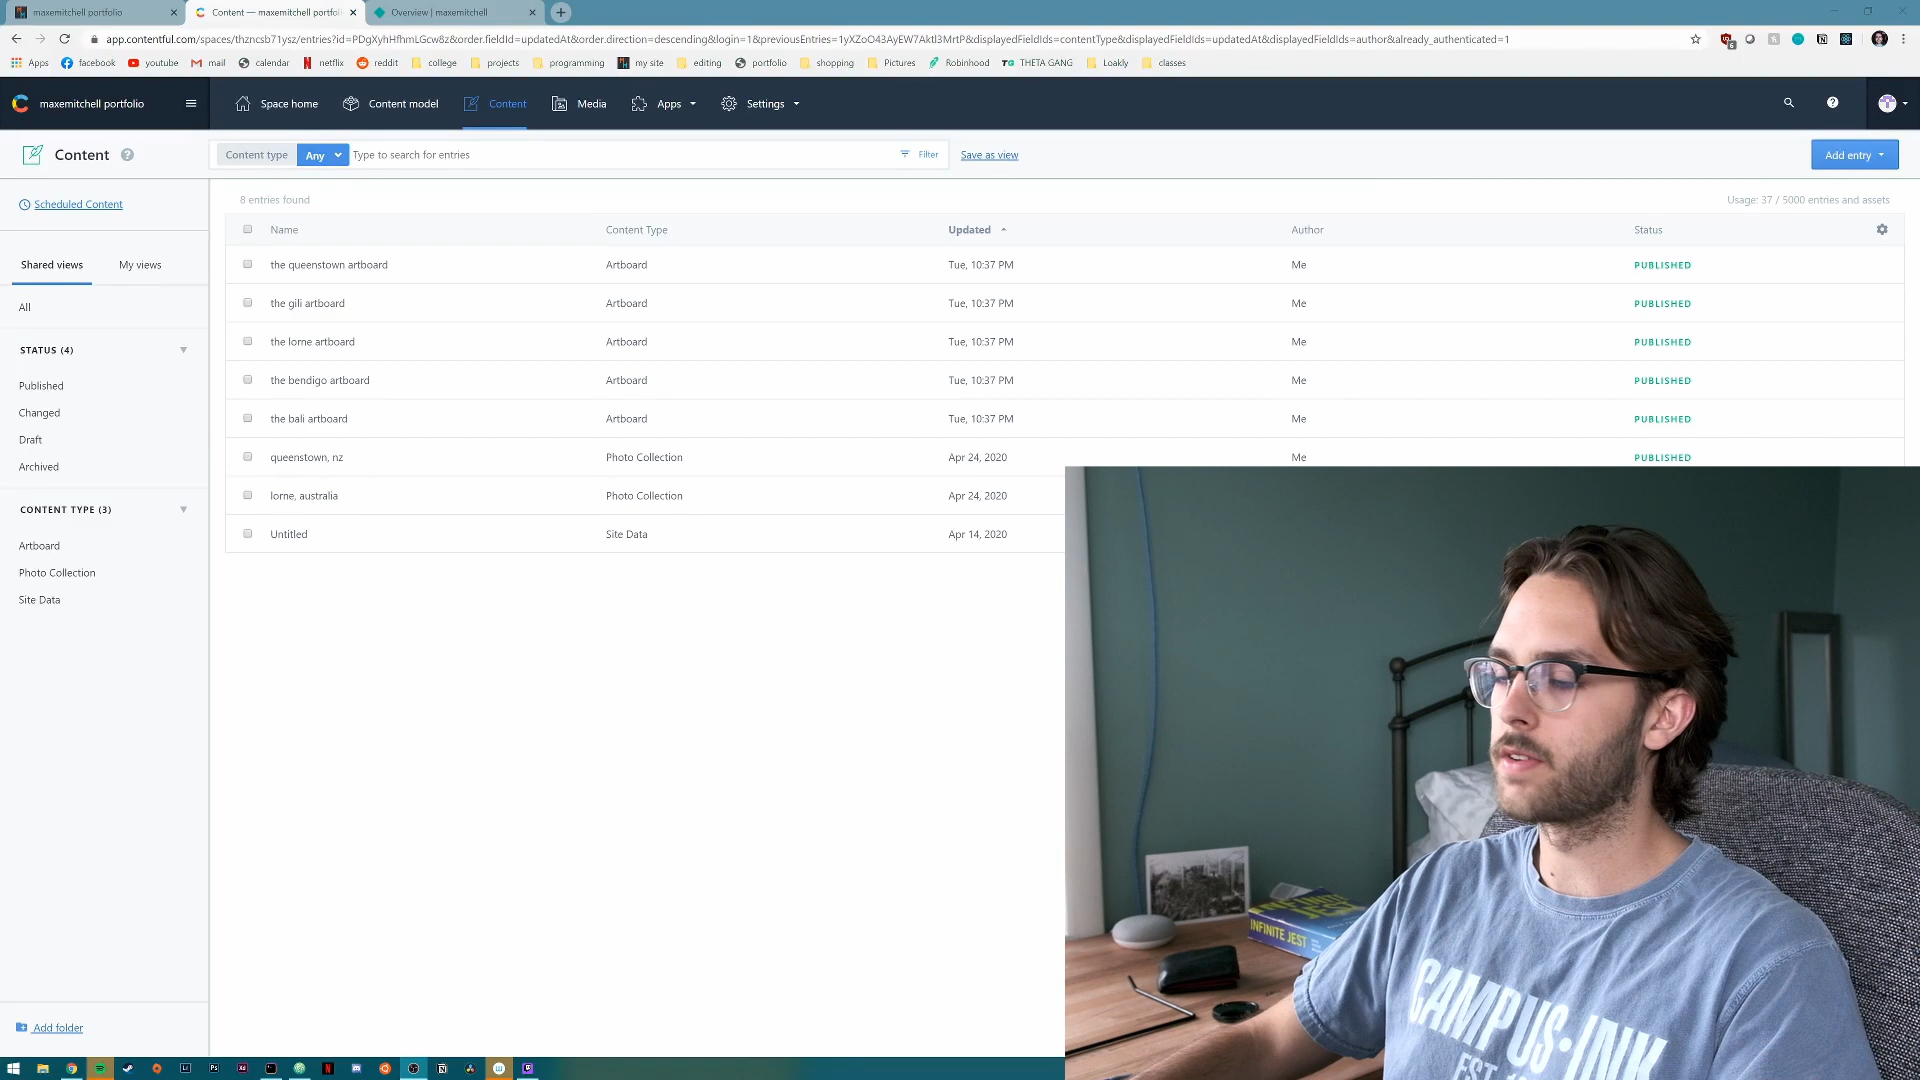 maxemitchell portfolio
Content — maxemitchell portfoli
Overview | maxemitchell
app.contentful.com/spaces/thzncsb71ysz/entries?id=PDgXyhHfhmLGcw8z&order.fieldId=updatedAt&order.direction=descending&login=1&previousEntries=1yXZoO43AyEW7Aktl3MrtP&displayedFieldIds=contentType&displayedFieldIds=updatedAt&displayedFieldIds=author&already_authenticated=1
Apps facebook youtube mail calendar netflix reddit college projects programming my site editing portfolio shopping Pictures Robinhood TG THETA GANG Loakly classes
maxemitchell portfolio Space home Content model Content Media Apps Settings
Content Content type Any Type to search for entries Filter Save as view Add entry
Scheduled Content
8 entries found Usage: 37 / 5000 entries and assets
Name Content Type Updated Author Status
Shared views My views
the queenstown artboard Artboard Tue, 10:37 PM Me PUBLISHED
the gili artboard Artboard Tue, 10:37 PM Me PUBLISHED
the lorne artboard Artboard Tue, 10:37 PM Me PUBLISHED
the bendigo artboard Artboard Tue, 10:37 PM Me PUBLISHED
the bali artboard Artboard Tue, 10:37 PM Me PUBLISHED
queenstown, nz Photo Collection Apr 24, 2020 Me PUBLISHED
lorne, australia Photo Collection Apr 24, 2020
Untitled Site Data Apr 14, 2020
All
STATUS (4)
Published
Changed
Draft
Archived
CONTENT TYPE (3)
Artboard
Photo Collection
Site Data
Add folder
INFINITE JEST
CAMPUS·INK